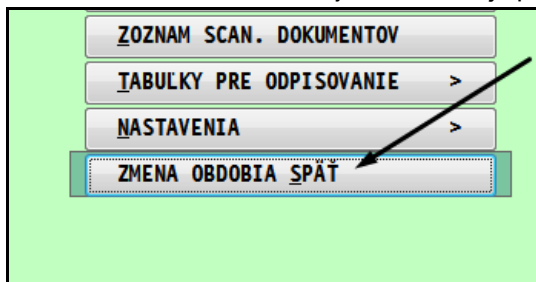 ZOZNAM SCAN. DOKUMENTOV
TABUĽKY PRE ODPISOVANIE >
NASTAVENIA >
ZMENA OBDOBIA SPÄŤ